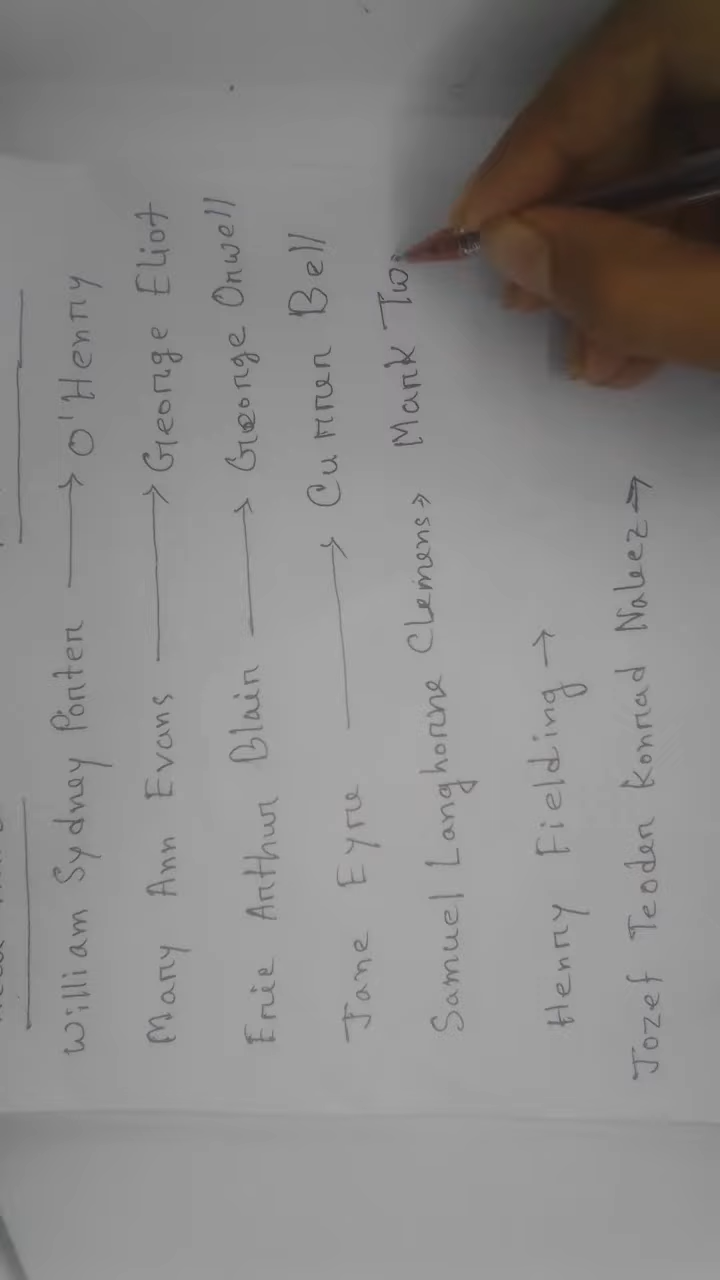 William Sydney Porter → O'Henry
Mary Ann Evans → George Eliot
Eric Arthur Blair → George Orwell
Jane Eyre → Currer Bell
Samuel Langhorne Clemens → Mark Tw
Henry Fielding →
Jozef Teoder Konrad Nalecz →